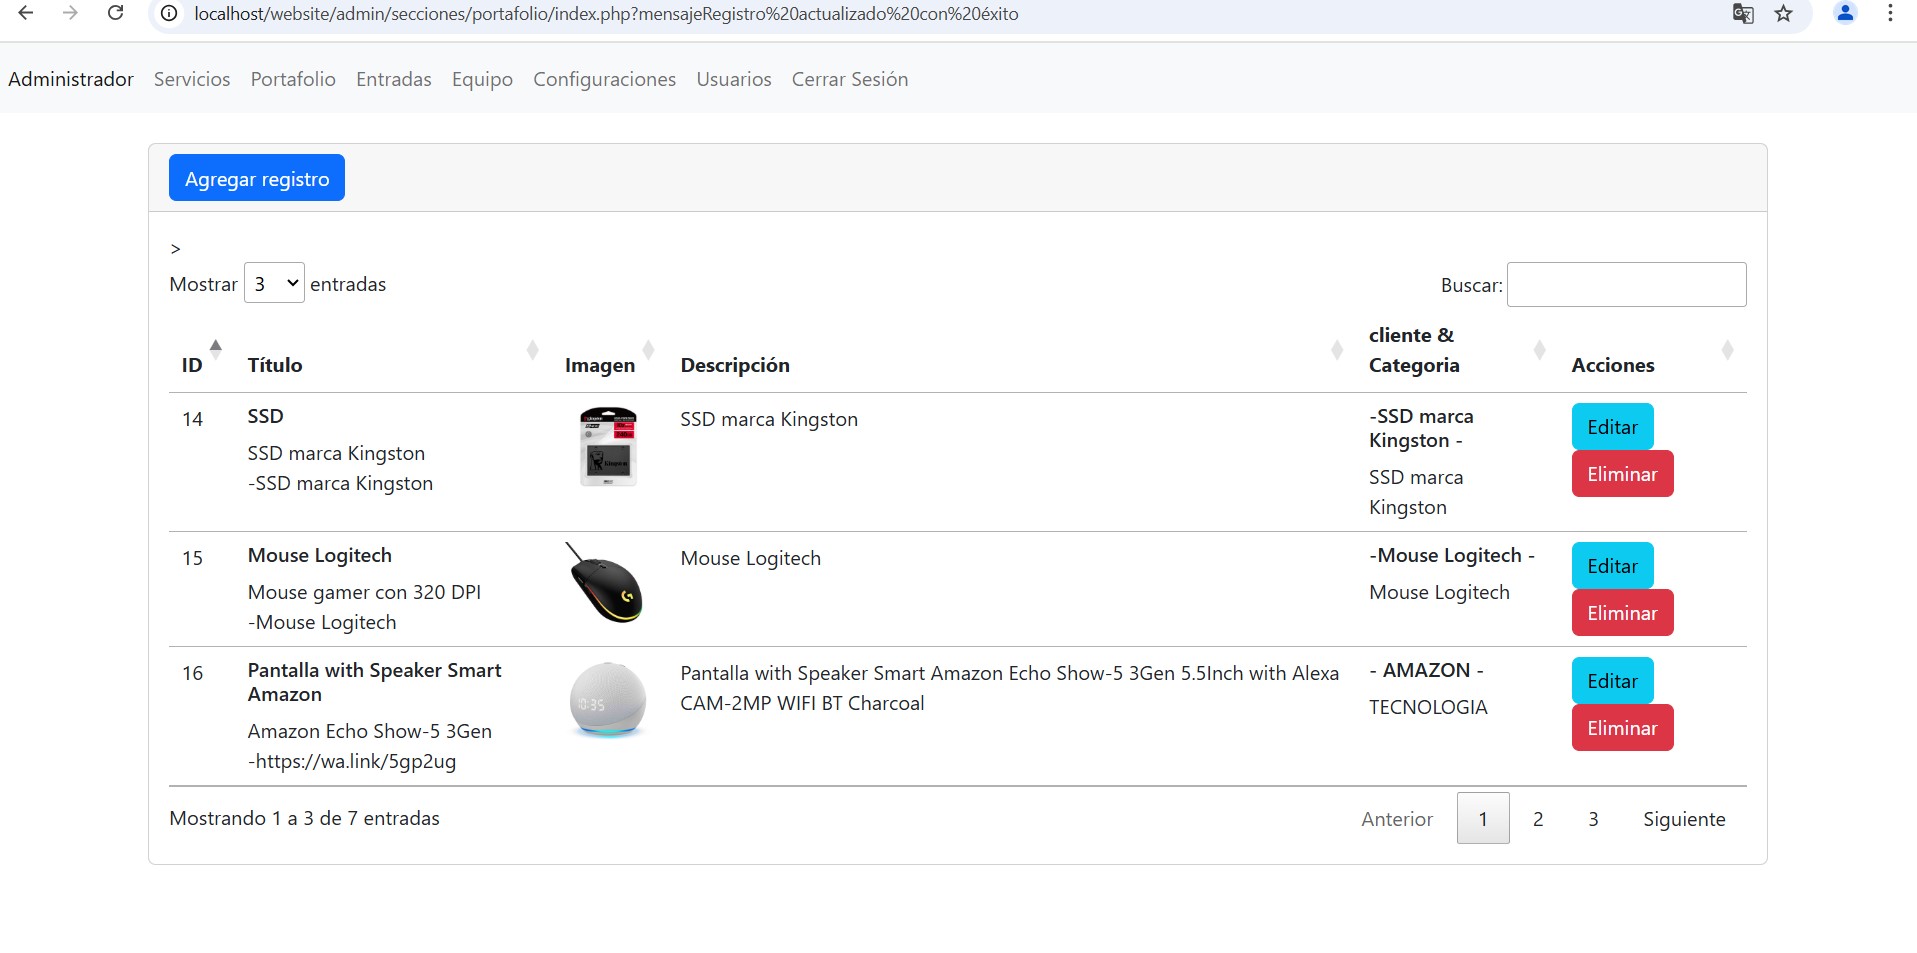 localhost/website/admin/secciones/portafolio/index.php?mensajeRegistro%20actualizado%20con%20éxito
Administrador Servicios Portafolio Entradas Equipo Configuraciones Usuarios Cerrar Sesión
Agregar registro
>
Mostrar 3 entradas
Buscar:
ID Título Imagen Descripción cliente & Categoria Acciones
14
SSD
SSD marca Kingston
-SSD marca Kingston
Kingston
SSD marca Kingston
-SSD marca
Kingston -
SSD marca
Kingston
Editar
Eliminar
15
Mouse Logitech
Mouse gamer con 320 DPI
-Mouse Logitech
Mouse Logitech
-Mouse Logitech -
Mouse Logitech
Editar
Eliminar
16
Pantalla with Speaker Smart
Amazon
Amazon Echo Show-5 3Gen
-https://wa.link/5gp2ug
10:35
Pantalla with Speaker Smart Amazon Echo Show-5 3Gen 5.5Inch with Alexa
CAM-2MP WIFI BT Charcoal
- AMAZON -
TECNOLOGIA
Editar
Eliminar
Mostrando 1 a 3 de 7 entradas
Anterior 1 2 3 Siguiente